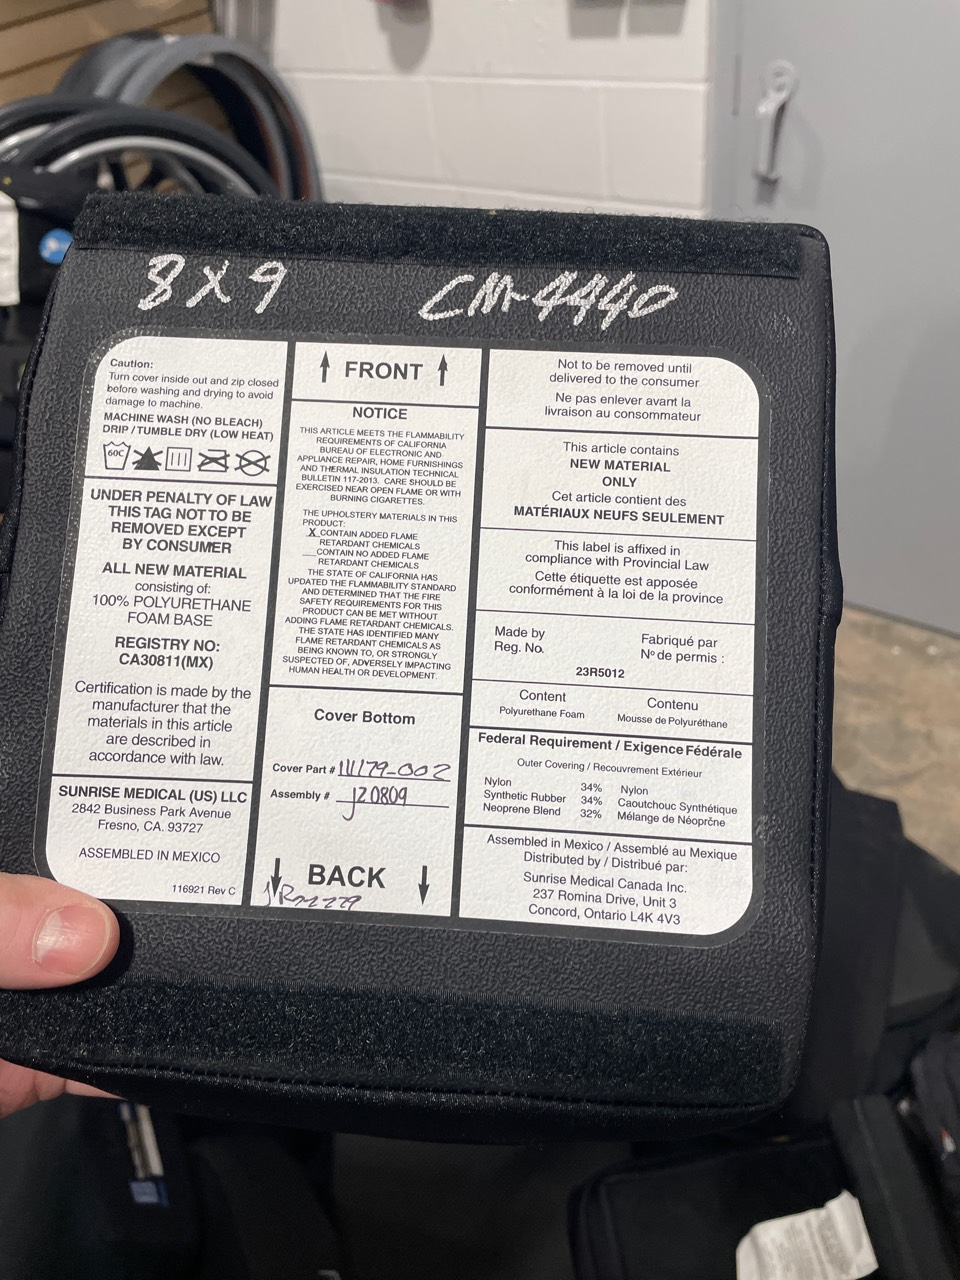 8 X 9
CM-4440
Caution:
Turn cover inside out and zip closed
before washing and drying to avoid
damage to machine.
MACHINE WASH (NO BLEACH)
DRIP / TUMBLE DRY (LOW HEAT)
60C
UNDER PENALTY OF LAW
THIS TAG NOT TO BE
REMOVED EXCEPT
BY CONSUMER
ALL NEW MATERIAL
consisting of:
100% POLYURETHANE
FOAM BASE
REGISTRY NO:
CA30811(MX)
Certification is made by the
manufacturer that the
materials in this article
are described in
accordance with law.
SUNRISE MEDICAL (US) LLC
2842 Business Park Avenue
Fresno, CA. 93727
ASSEMBLED IN MEXICO
116921 Rev C
FRONT
NOTICE
THIS ARTICLE MEETS THE FLAMMABILITY
REQUIREMENTS OF CALIFORNIA
BUREAU OF ELECTRONIC AND
APPLIANCE REPAIR, HOME FURNISHINGS
AND THERMAL INSULATION TECHNICAL
BULLETIN 117-2013. CARE SHOULD BE
EXERCISED NEAR OPEN FLAME OR WITH
BURNING CIGARETTES.
THE UPHOLSTERY MATERIALS IN THIS
PRODUCT:
X CONTAIN ADDED FLAME
RETARDANT CHEMICALS
___CONTAIN NO ADDED FLAME
RETARDANT CHEMICALS
THE STATE OF CALIFORNIA HAS
UPDATED THE FLAMMABILITY STANDARD
AND DETERMINED THAT THE FIRE
SAFETY REQUIREMENTS FOR THIS
PRODUCT CAN BE MET WITHOUT
ADDING FLAME RETARDANT CHEMICALS.
THE STATE HAS IDENTIFIED MANY
FLAME RETARDANT CHEMICALS AS
BEING KNOWN TO, OR STRONGLY
SUSPECTED OF, ADVERSELY IMPACTING
HUMAN HEALTH OR DEVELOPMENT.
Cover Bottom
Cover Part # 111179-002
Assembly # J20809
BACK
Not to be removed until
delivered to the consumer
Ne pas enlever avant la
livraison au consommateur
This article contains
NEW MATERIAL
ONLY
Cet article contient des
MATÉRIAUX NEUFS SEULEMENT
This label is affixed in
compliance with Provincial Law
Cette étiquette est apposée
conformément à la loi de la province
Made by
Reg. No.
Fabriqué par
Nº de permis :
23R5012
Content
Polyurethane Foam
Contenu
Mousse de Polyuréthane
Federal Requirement / Exigence Fédérale
Outer Covering / Recouvrement Extérieur
Nylon 34% Nylon
Synthetic Rubber 34% Caoutchouc Synthétique
Neoprene Blend 32% Mélange de Néoprčne
Assembled in Mexico / Assemblé au Mexique
Distributed by / Distribué par:
Sunrise Medical Canada Inc.
237 Romina Drive, Unit 3
Concord, Ontario L4K 4V3